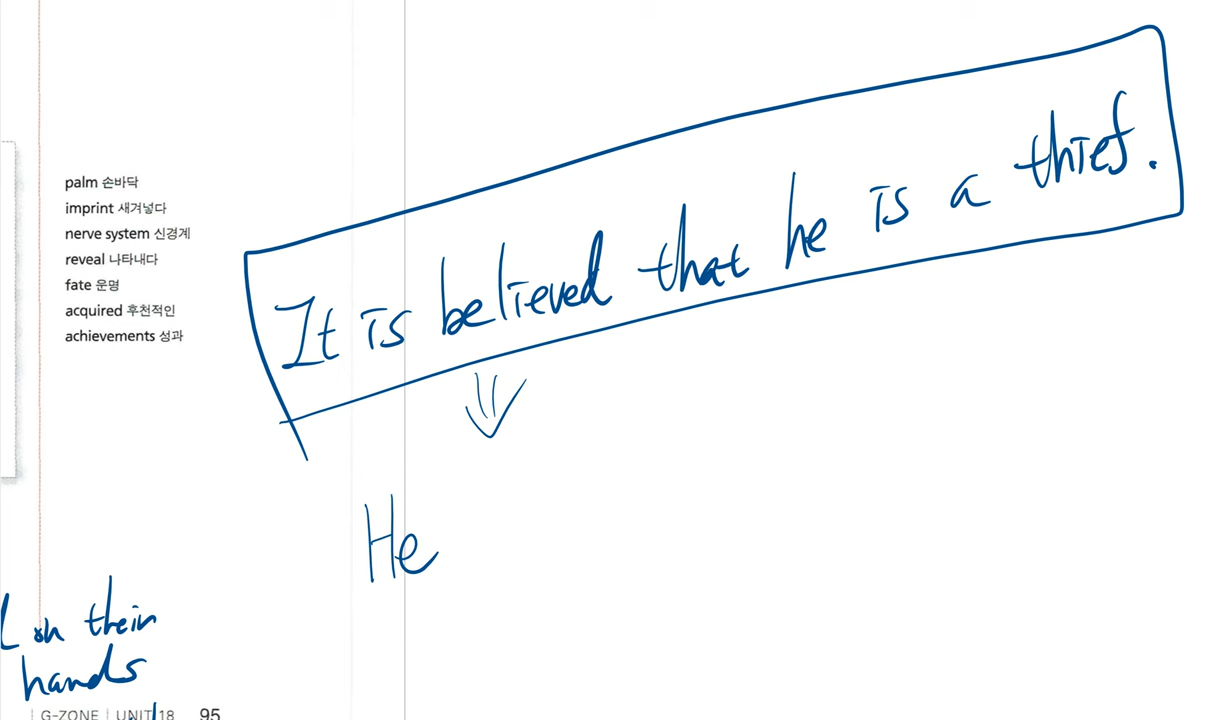 It is believed that he is a thief.
palm 손바닥
imprint 새겨넣다
nerve system 신경계
reveal 나타내다
fate 운명
acquired 후천적인
achievements 성과
He
on their
hands
G-ZONE | UNIT 18 95